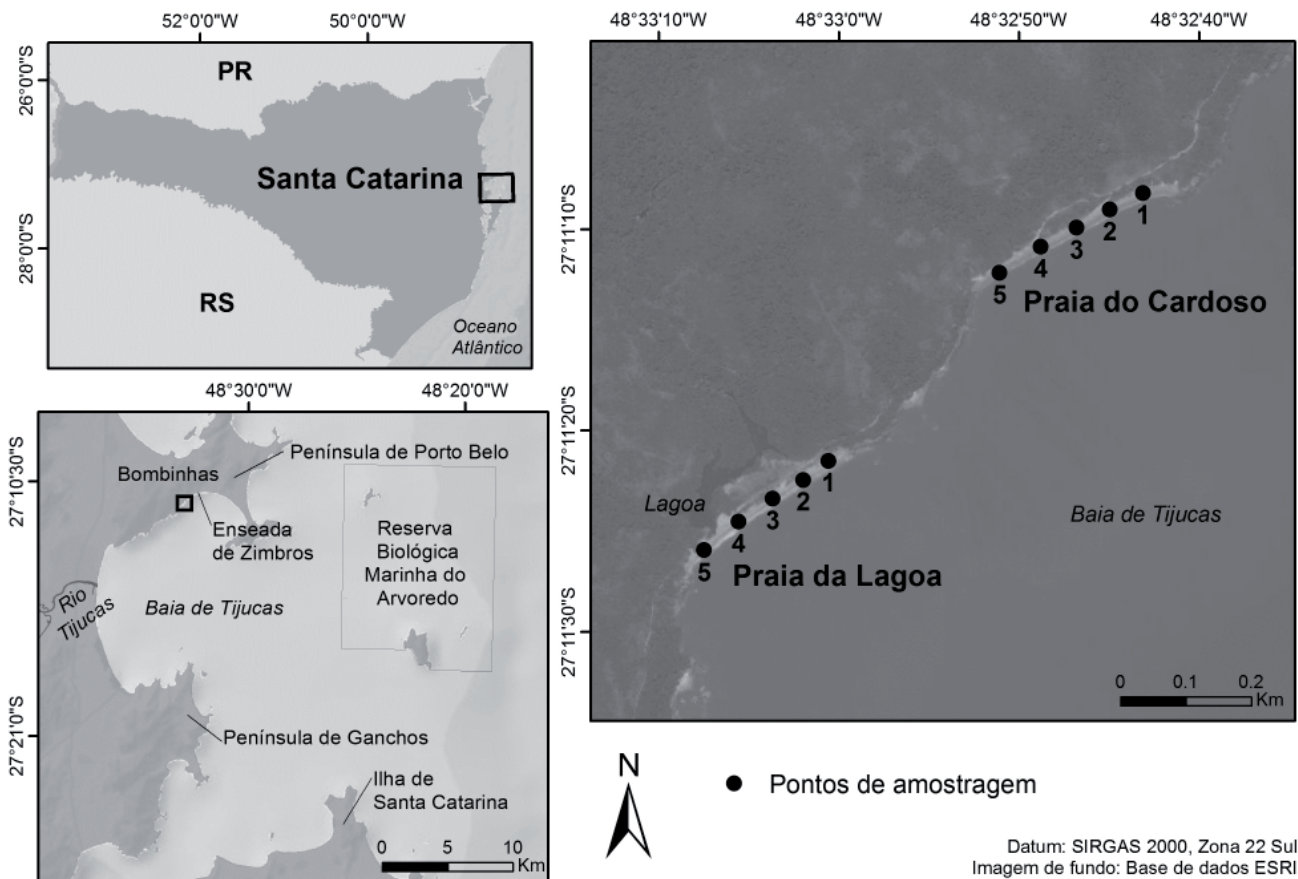 52°0'0"W
50°0'0"W
26°0'0"S
28°0'0"S
PR
Santa Catarina
RS
Oceano
Atlântico
48°30'0"W
48°20'0"W
27°10'30"S
27°21'0"S
Península de Porto Belo
Bombinhas
Enseada
de Zimbros
Reserva
Biológica
Marinha do
Arvoredo
Rio
Tijucas
Baia de Tijucas
Península de Ganchos
Ilha de
Santa Catarina
0 5 10
Km
48°33'10"W
48°33'0"W
48°32'50"W
48°32'40"W
27°11'10"S
27°11'20"S
27°11'30"S
1
2
3
4
5
Praia do Cardoso
1
2
3
4
5
Lagoa
Praia da Lagoa
Baia de Tijucas
0 0.1 0.2
Km
N
Pontos de amostragem
Datum: SIRGAS 2000, Zona 22 Sul
Imagem de fundo: Base de dados ESRI